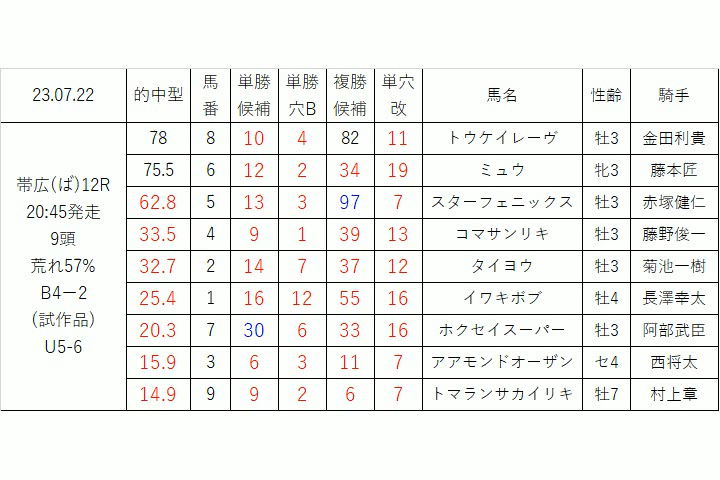 23.07.22 的中型 馬番 単勝候補 単勝穴B 複勝候補 単穴改 馬名 性齢 騎手
帯広(ば)12R
20:45発走
9頭
荒れ57%
B4ー2
(試作品)
U5-6
78 8 10 4 82 11 トウケイレーヴ 牡3 金田利貴
75.5 6 12 2 34 19 ミュウ 牝3 藤本匠
62.8 5 13 3 97 7 スターフェニックス 牡3 赤塚健仁
33.5 4 9 1 39 13 コマサンリキ 牡3 藤野俊一
32.7 2 14 7 37 12 タイヨウ 牡3 菊池一樹
25.4 1 16 12 55 16 イワキボブ 牡4 長澤幸太
20.3 7 30 6 33 16 ホクセイスーパー 牡3 阿部武臣
15.9 3 6 3 11 7 アアモンドオーザン セ4 西将太
14.9 9 9 2 6 7 トマランサカイリキ 牡7 村上章